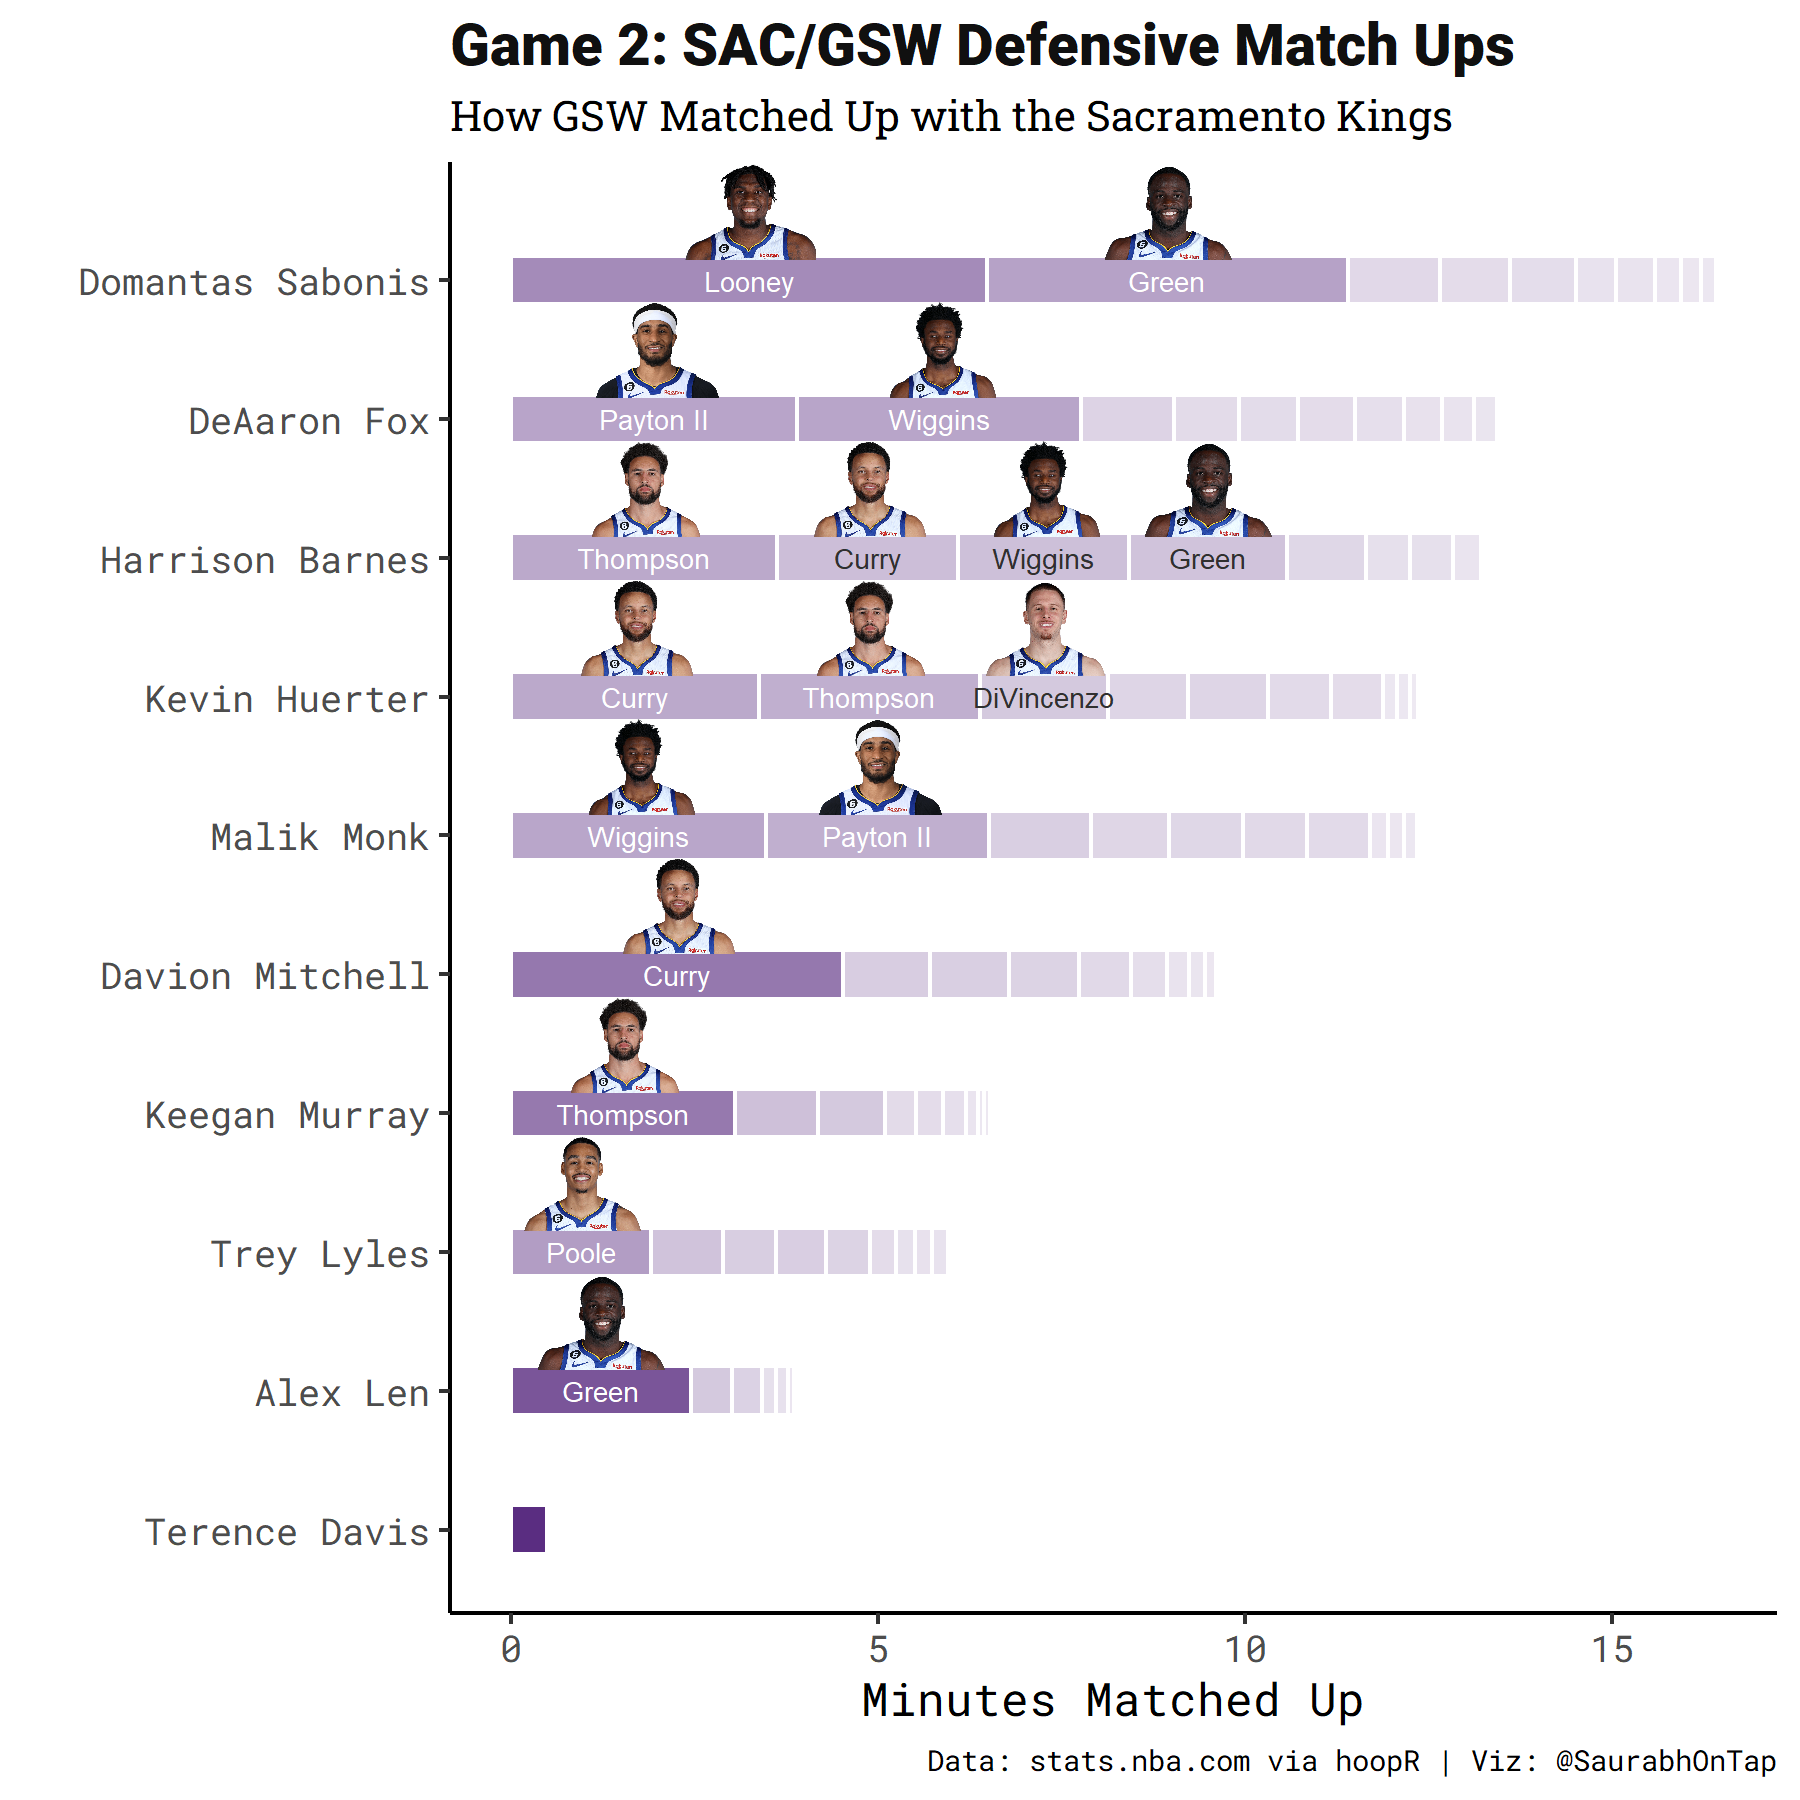 Game 2: SAC/GSW Defensive Match Ups
How GSW Matched Up with the Sacramento Kings
Domantas Sabonis
Looney
Green
DeAaron Fox
Payton II
Wiggins
Harrison Barnes
Thompson
Curry
Wiggins
Green
Kevin Huerter
Curry
Thompson
DiVincenzo
Malik Monk
Wiggins
Payton II
Davion Mitchell
Curry
Keegan Murray
Thompson
Trey Lyles
Poole
Alex Len
Green
Terence Davis
0
5
10
15
Minutes Matched Up
Data: stats.nba.com via hoopR | Viz: @SaurabhOnTap